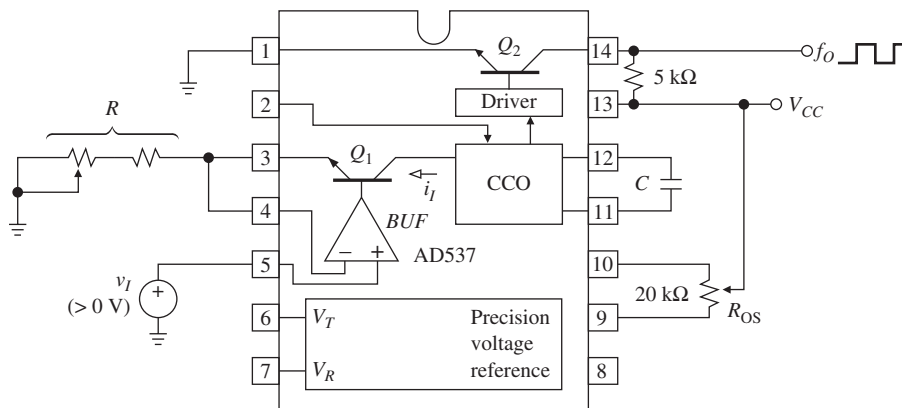 1
Q2
14
fO
5 kΩ
2
Driver
13
VCC
R
3
Q1
CCO
12
C
iI
4
BUF
11
− +
AD537
5
10
vI
+
(> 0 V)
20 kΩ
ROS
6
VT
Precision
voltage
reference
9
7
VR
8